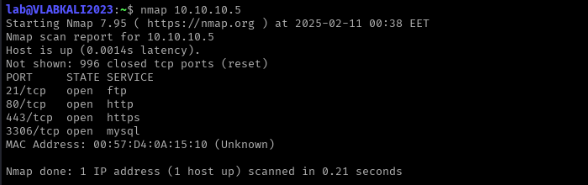 lab@VLABKALI2023:~$ nmap 10.10.10.5
Starting Nmap 7.95 ( https://nmap.org ) at 2025-02-11 00:38 EET
Nmap scan report for 10.10.10.5
Host is up (0.0014s latency).
Not shown: 996 closed tcp ports (reset)
PORT     STATE SERVICE
21/tcp   open  ftp
80/tcp   open  http
443/tcp  open  https
3306/tcp open  mysql
MAC Address: 00:57:D4:0A:15:10 (Unknown)
Nmap done: 1 IP address (1 host up) scanned in 0.21 seconds